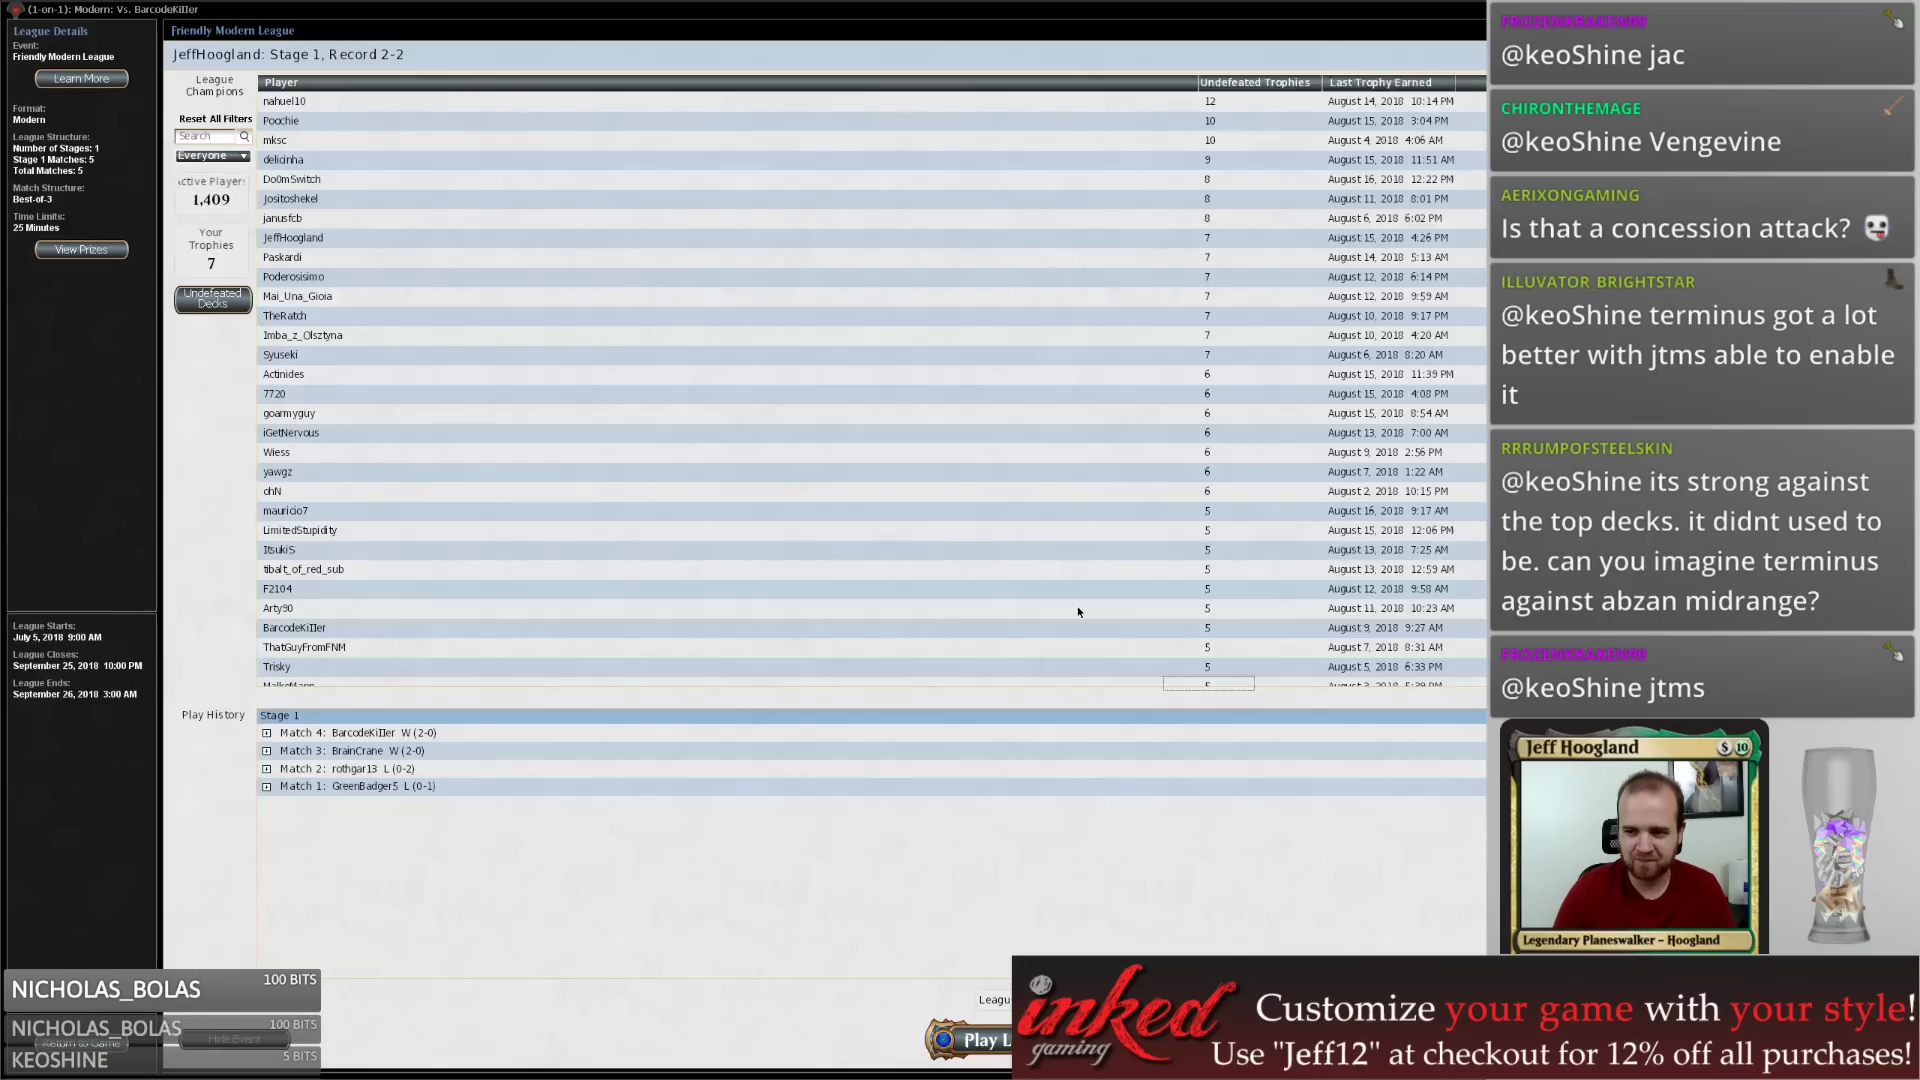 (1-on-1): Modern: Vs. BarcodeKiIIer
League Details
Event:
Friendly Modern League
Learn More
Format:
Modern
League Structure:
Number of Stages: 1
Stage 1 Matches: 5
Total Matches: 5
Match Structure:
Best-of-3
Time Limits:
25 Minutes
View Prizes
League Starts:
July 5, 2018 9:00 AM
League Closes:
September 25, 2018 10:00 PM
League Ends:
September 26, 2018 3:00 AM
Friendly Modern League
JeffHoogland: Stage 1, Record 2-2
League
Champions
Reset All Filters
Search
Everyone
1,409
Your
Trophies
7
Undefeated
Decks
Player Undefeated Trophies Last Trophy Earned
nahuel10 12 August 14, 2018 10:14 PM
Poochie 10 August 15, 2018 3:04 PM
mksc 10 August 4, 2018 4:06 AM
delicinha 9 August 15, 2018 11:51 AM
Do0mSwitch 8 August 16, 2018 12:22 PM
Jositoshekel 8 August 11, 2018 8:01 PM
janusfcb 8 August 6, 2018 6:02 PM
JeffHoogland 7 August 15, 2018 4:26 PM
Paskardi 7 August 14, 2018 5:13 AM
Poderosisimo 7 August 12, 2018 6:14 PM
Mai_Una_Gioia 7 August 12, 2018 9:59 AM
TheRatch 7 August 10, 2018 9:17 PM
Imba_z_Olsztyna 7 August 10, 2018 4:20 AM
Syuseki 7 August 6, 2018 8:20 AM
Actinides 6 August 15, 2018 11:39 PM
7720 6 August 15, 2018 4:08 PM
goarmyguy 6 August 15, 2018 8:54 AM
iGetNervous 6 August 13, 2018 7:00 AM
Wiess 6 August 9, 2018 2:56 PM
yawgz 6 August 7, 2018 1:22 AM
ohN 6 August 2, 2018 10:15 PM
mauricio7 5 August 16, 2018 9:17 AM
LimitedStupidity 5 August 15, 2018 12:06 PM
ItsukiS 5 August 13, 2018 7:25 AM
tibalt_of_red_sub 5 August 13, 2018 12:59 AM
F2104 5 August 12, 2018 9:58 AM
Arty90 5 August 11, 2018 10:23 AM
BarcodeKiIIer 5 August 9, 2018 9:27 AM
ThatGuyFromFNM 5 August 7, 2018 8:31 AM
Trisky 5 August 5, 2018 6:33 PM
Play History
Stage 1
Match 4: BarcodeKiIIer W (2-0)
Match 3: BrainCrane W (2-0)
Match 2: rothgar13 L (0-2)
Match 1: GreenBadger5 L (0-1)
Leagu
Play L
FROZENKRAKEN99
@keoShine jac
CHIRONTHEMAGE
@keoShine Vengevine
AERIXONGAMING
Is that a concession attack?
ILLUVATOR_BRIGHTSTAR
@keoShine terminus got a lot
better with jtms able to enable
it
RRRUMPOFSTEELSKIN
@keoShine its strong against
the top decks. it didnt used to
be. can you imagine terminus
against abzan midrange?
FROZENKRAKEN99
@keoShine jtms
Jeff Hoogland $ 10
Legendary Planeswalker – Hoogland
NICHOLAS_BOLAS 100 BITS
NICHOLAS_BOLAS 100 BITS
Return to Game
Hide Event
KEOSHINE 5 BITS
inked
gaming
Customize your game with your style!
Use "Jeff12" at checkout for 12% off all purchases!